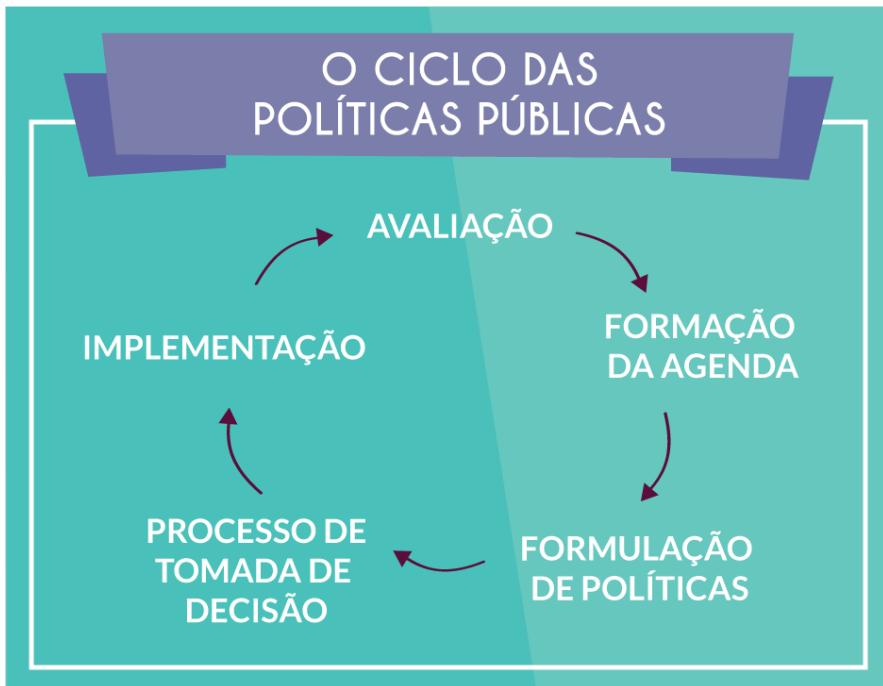 O CICLO DAS
POLÍTICAS PÚBLICAS
AVALIAÇÃO
FORMAÇÃO
DA AGENDA
FORMULAÇÃO
DE POLÍTICAS
PROCESSO DE
TOMADA DE
DECISÃO
IMPLEMENTAÇÃO